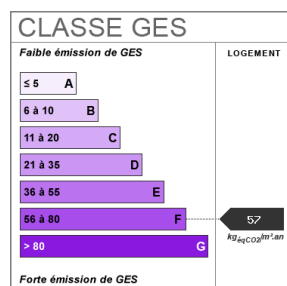 CLASSE GES
Faible émission de GES
LOGEMENT
≤ 5 A
6 à 10 B
11 à 20 C
21 à 35 D
36 à 55 E
56 à 80 F
57
kgéqCO2/m².an
> 80 G
Forte émission de GES